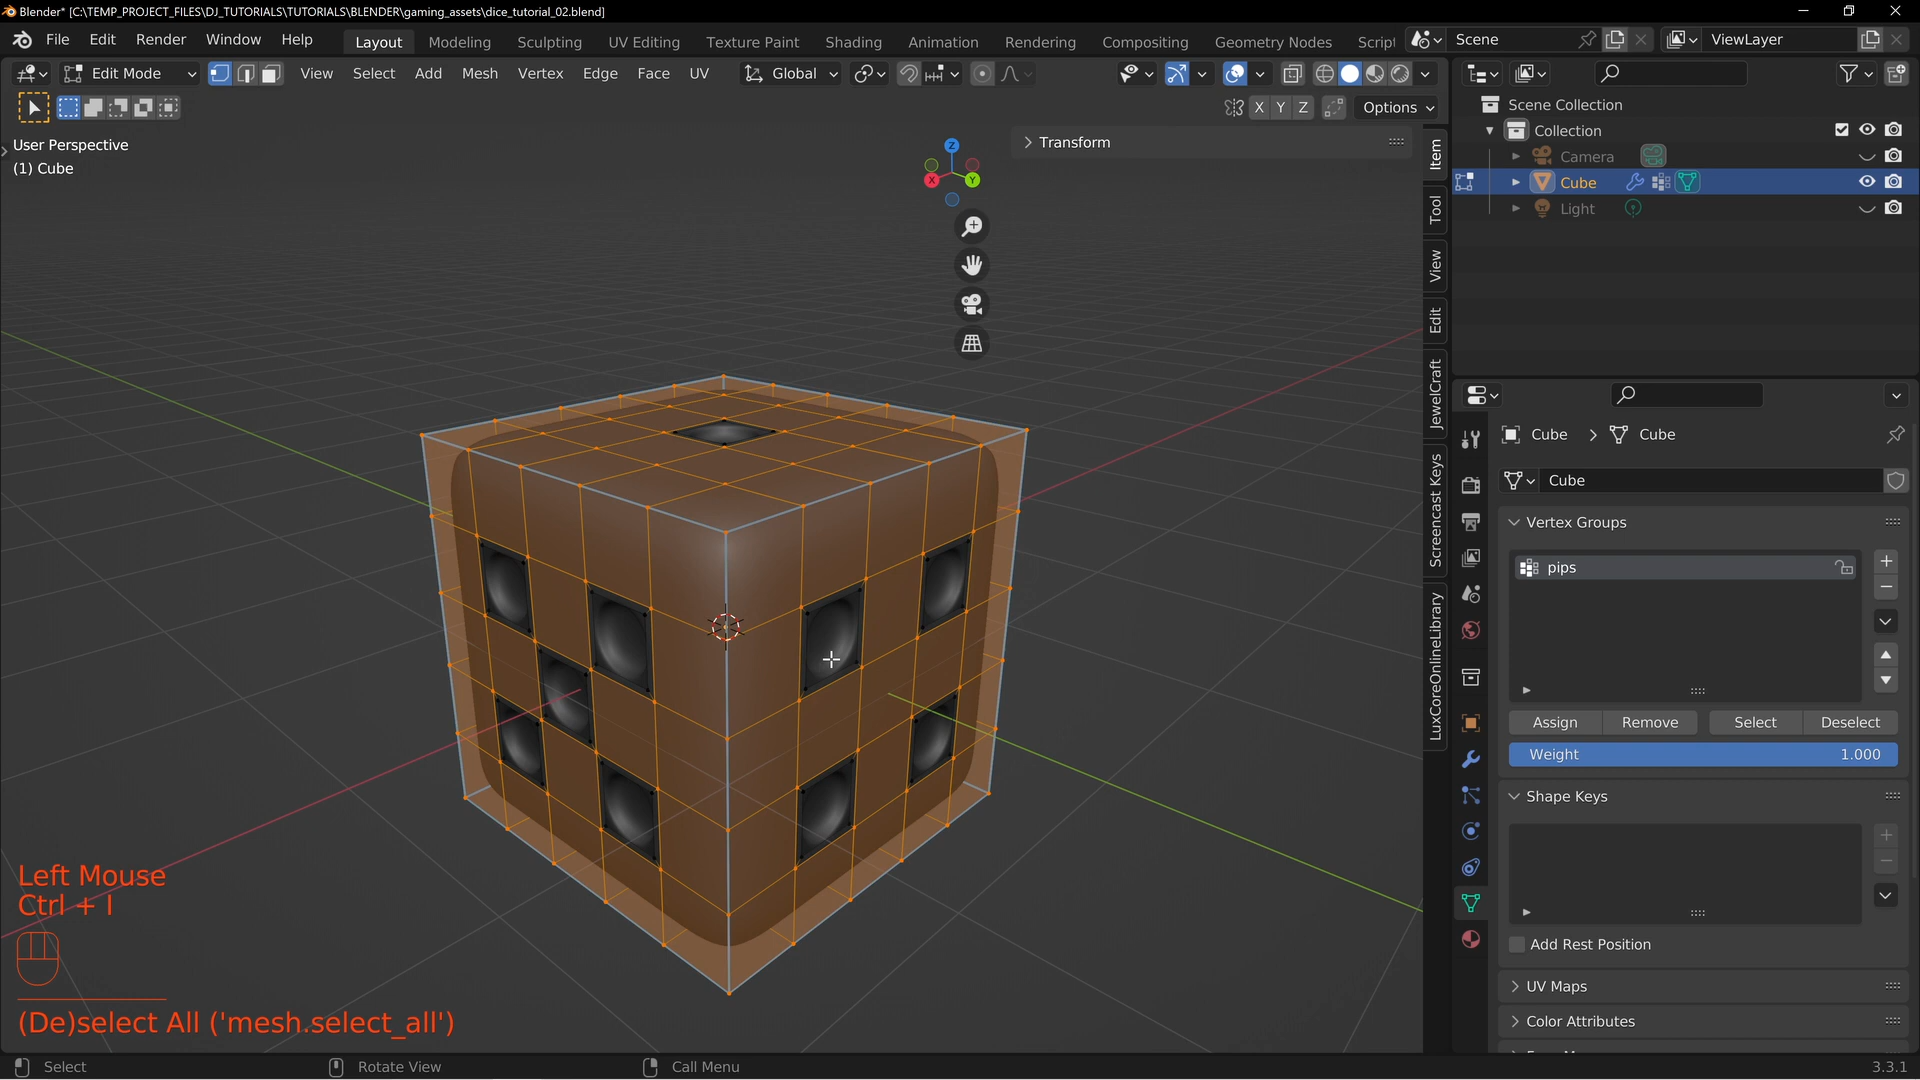 Blender* [C:\TEMP_PROJECT_FILES\DJ_TUTORIALS\TUTORIALS\BLENDER\gaming_assets\dice_tutorial_02.blend]
File Edit Render Window Help Layout Modeling Sculpting UV Editing Texture Paint Shading Animation Rendering Compositing Geometry Nodes Script Scene ViewLayer
Edit Mode View Select Add Mesh Vertex Edge Face UV Global
X Y Z Options
User Perspective
(1) Cube
Transform
Z
X Y
Item
Tool
View
Edit
JewelCraft
Screencast Keys
LuxCoreOnlineLibrary
Scene Collection
Collection
Camera
Cube
Light
Cube Cube
Cube
Vertex Groups
pips
Assign Remove Select Deselect
Weight 1.000
Shape Keys
Add Rest Position
UV Maps
Color Attributes
Left Mouse
Ctrl + I
(De)select All ('mesh.select_all')
Select Rotate View Call Menu 3.3.1